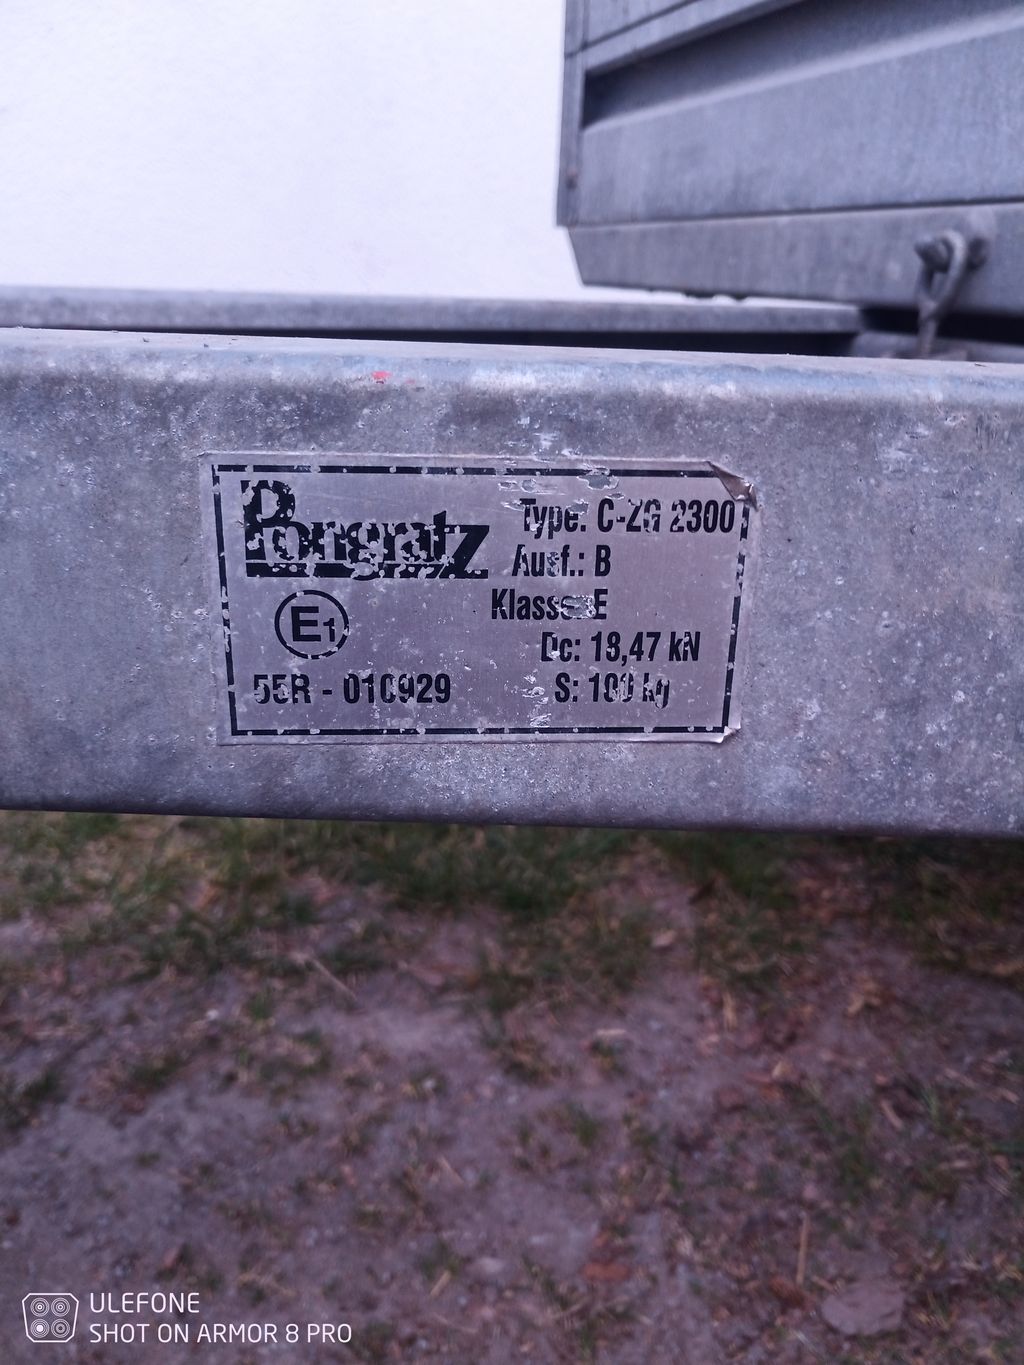 Pongratz
Type: C-ZG 2300
Ausf.: B
Klasse: E
E1
Dc: 18,47 kN
55R - 010929
S: 100 kg
ULEFONE
SHOT ON ARMOR 8 PRO